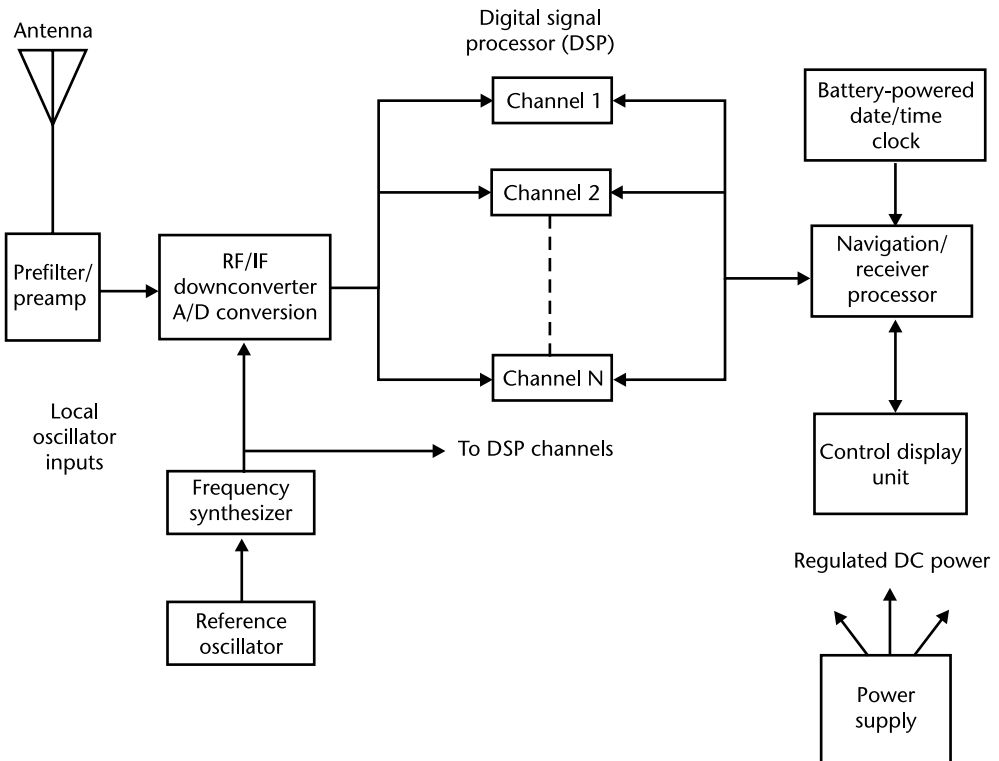 Antenna
Digital signal
processor (DSP)
Channel 1
Battery-powered
date/time
clock
Channel 2
Prefilter/
preamp
RF/IF
downconverter
A/D conversion
Navigation/
receiver
processor
Channel N
Local
oscillator
inputs
To DSP channels
Control display
unit
Frequency
synthesizer
Regulated DC power
Reference
oscillator
Power
supply